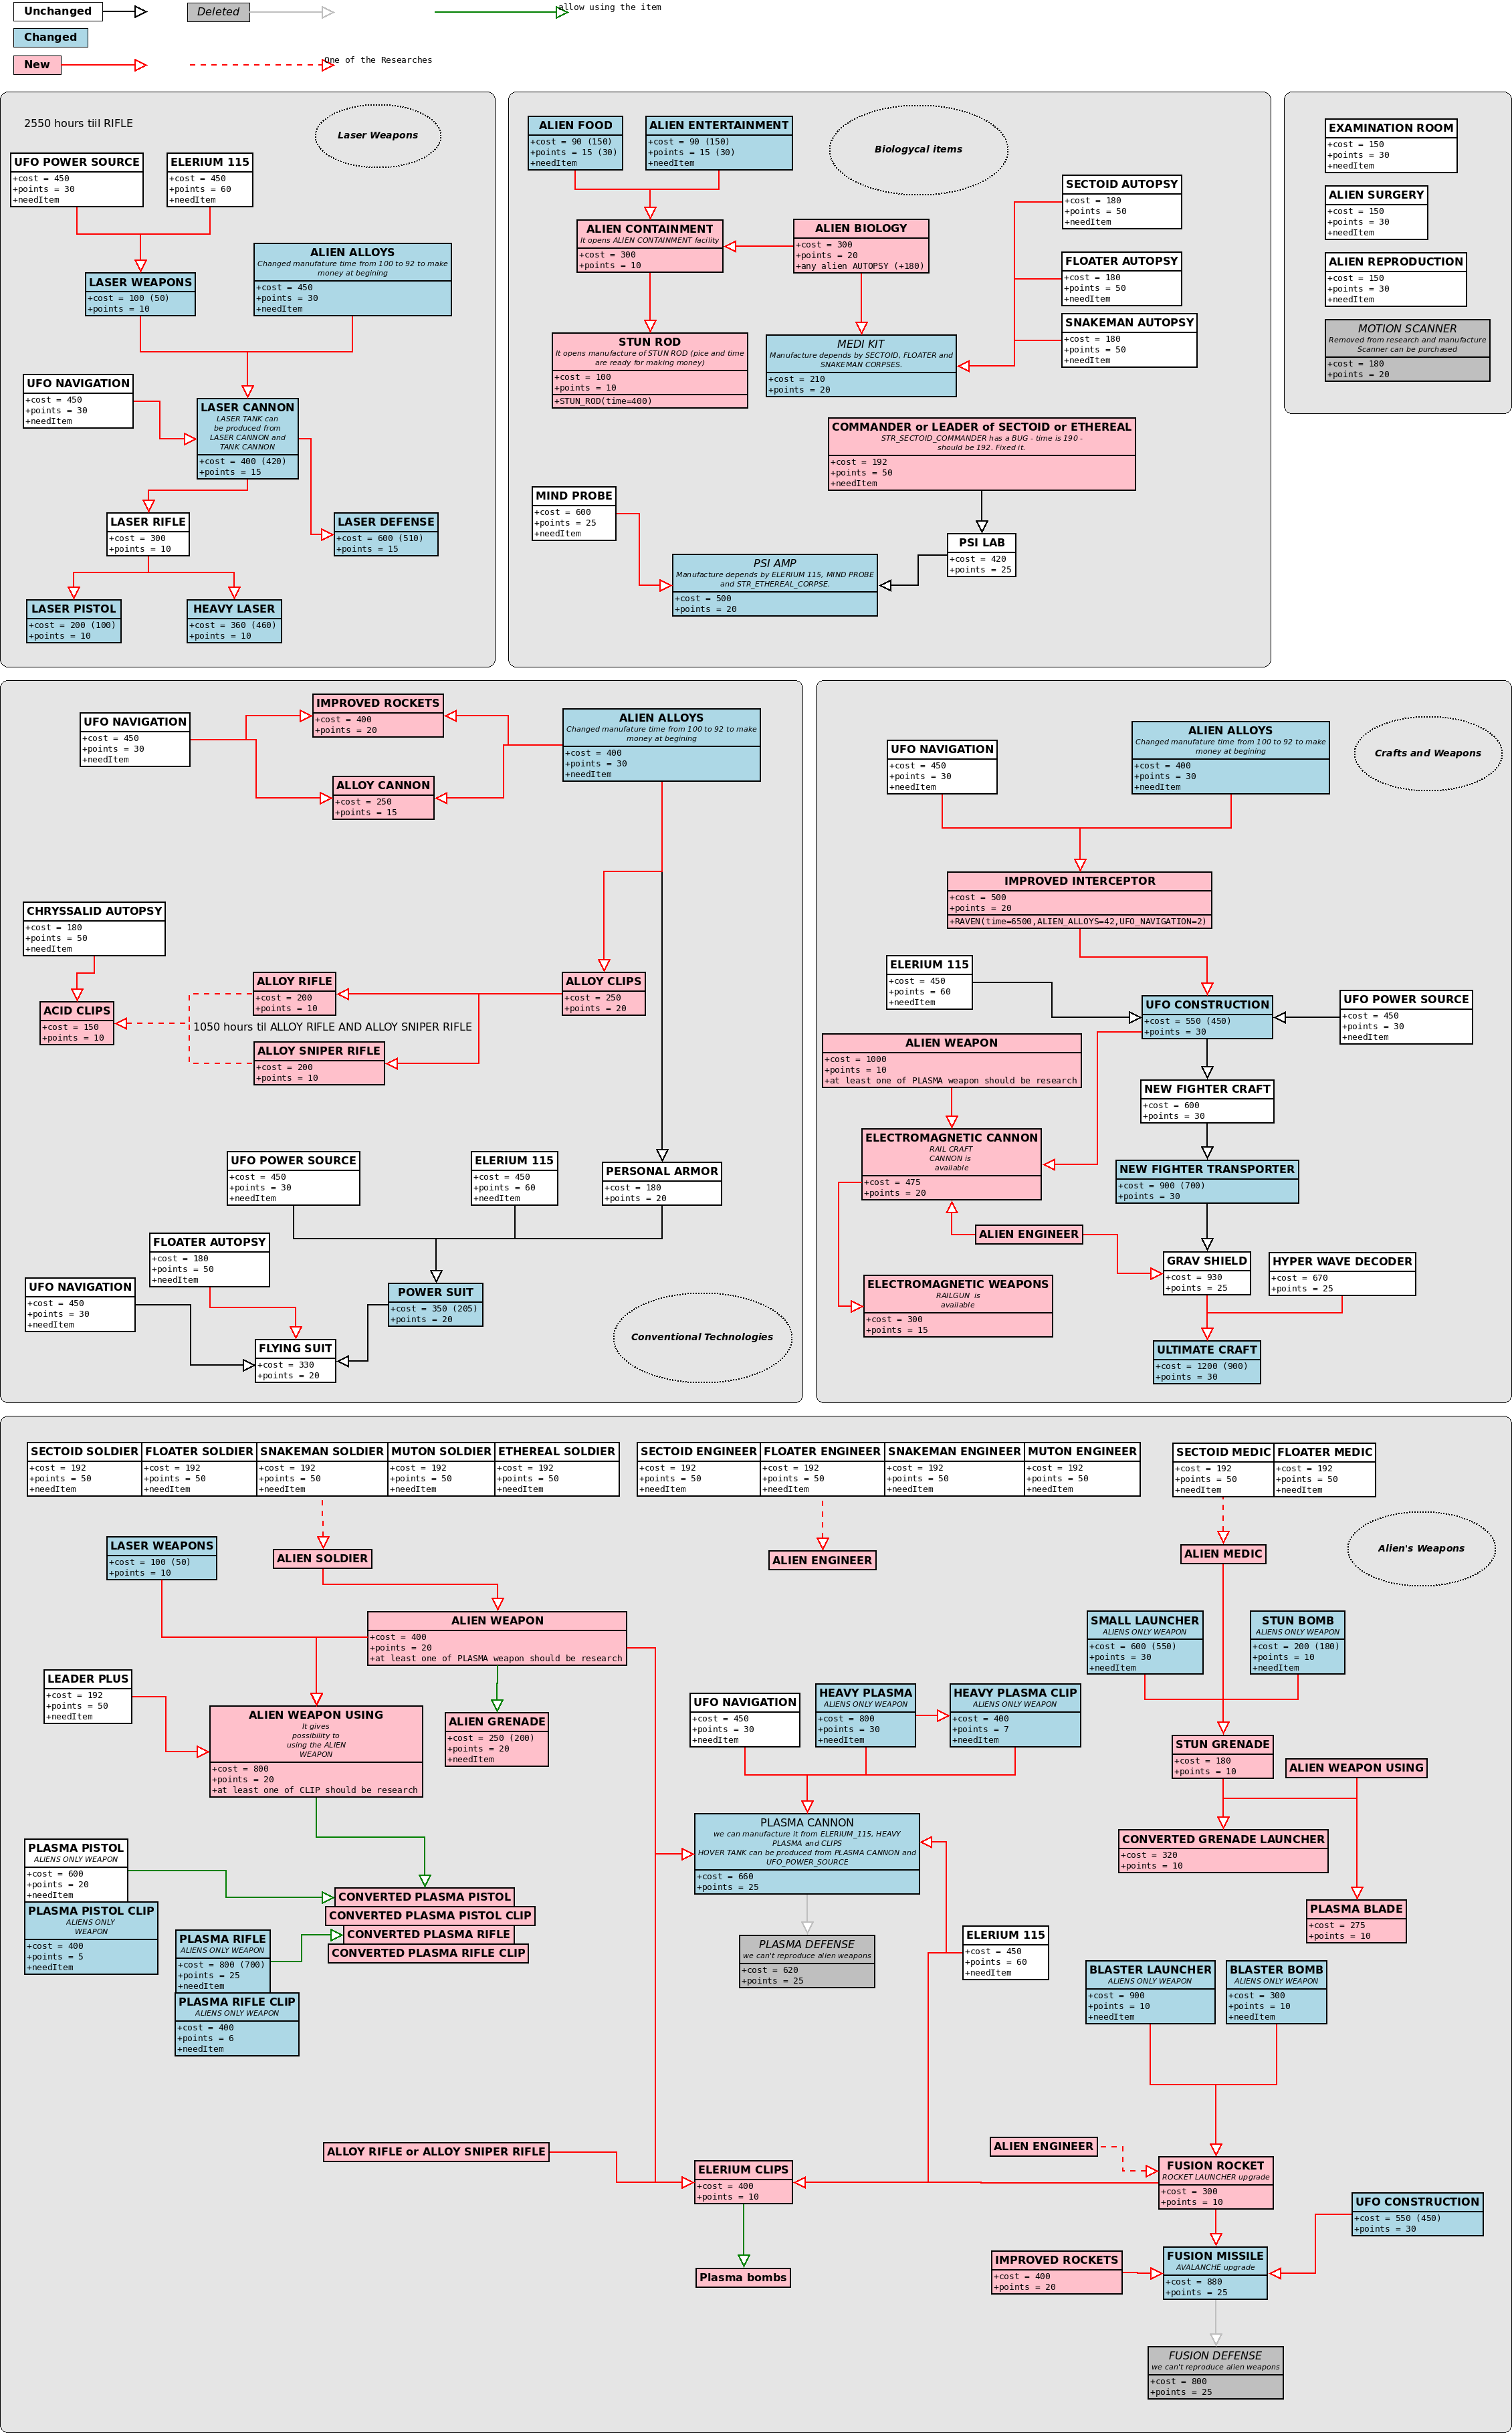 Unchanged
Deleted
allow using the item
Changed
New
One of the Researches
2550 hours tiil RIFLE
Laser Weapons
UFO POWER SOURCE
+cost = 450
+points = 30
+needItem
ELERIUM 115
+cost = 450
+points = 60
+needItem
ALIEN ALLOYS
Changed manufature time from 100 to 92 to make
money at begining
+cost = 450
+points = 30
+needItem
LASER WEAPONS
+cost = 100 (50)
+points = 10
UFO NAVIGATION
+cost = 450
+points = 30
+needItem
LASER CANNON
LASER TANK can
be produced from
LASER CANNON and
TANK CANNON
+cost = 400 (420)
+points = 15
LASER RIFLE
+cost = 300
+points = 10
LASER DEFENSE
+cost = 600 (510)
+points = 15
LASER PISTOL
+cost = 200 (100)
+points = 10
HEAVY LASER
+cost = 360 (460)
+points = 10
ALIEN FOOD
+cost = 90 (150)
+points = 15 (30)
+needItem
ALIEN ENTERTAINMENT
+cost = 90 (150)
+points = 15 (30)
+needItem
Biologycal items
SECTOID AUTOPSY
+cost = 180
+points = 50
+needItem
ALIEN CONTAINMENT
It opens ALIEN CONTAINMENT facility
+cost = 300
+points = 10
ALIEN BIOLOGY
+cost = 300
+points = 20
+any alien AUTOPSY (+180)
FLOATER AUTOPSY
+cost = 180
+points = 50
+needItem
SNAKEMAN AUTOPSY
+cost = 180
+points = 50
+needItem
STUN ROD
It opens manufacture of STUN ROD (pice and time
are ready for making money)
+cost = 100
+points = 10
+STUN_ROD(time=400)
MEDI KIT
Manufacture depends by SECTOID, FLOATER and
SNAKEMAN CORPSES.
+cost = 210
+points = 20
COMMANDER or LEADER of SECTOID or ETHEREAL
STR_SECTOID_COMMANDER has a BUG - time is 190 -
should be 192. Fixed it.
+cost = 192
+points = 50
+needItem
MIND PROBE
+cost = 600
+points = 25
+needItem
PSI LAB
+cost = 420
+points = 25
PSI AMP
Manufacture depends by ELERIUM 115, MIND PROBE
and STR_ETHEREAL_CORPSE.
+cost = 500
+points = 20
EXAMINATION ROOM
+cost = 150
+points = 30
+needItem
ALIEN SURGERY
+cost = 150
+points = 30
+needItem
ALIEN REPRODUCTION
+cost = 150
+points = 30
+needItem
MOTION SCANNER
Removed from research and manufacture
Scanner can be purchased
+cost = 180
+points = 20
UFO NAVIGATION
+cost = 450
+points = 30
+needItem
IMPROVED ROCKETS
+cost = 400
+points = 20
ALIEN ALLOYS
Changed manufature time from 100 to 92 to make
money at begining
+cost = 400
+points = 30
+needItem
ALLOY CANNON
+cost = 250
+points = 15
CHRYSSALID AUTOPSY
+cost = 180
+points = 50
+needItem
ACID CLIPS
+cost = 150
+points = 10
ALLOY RIFLE
+cost = 200
+points = 10
ALLOY CLIPS
+cost = 250
+points = 20
1050 hours til ALLOY RIFLE AND ALLOY SNIPER RIFLE
ALLOY SNIPER RIFLE
+cost = 200
+points = 10
UFO POWER SOURCE
+cost = 450
+points = 30
+needItem
ELERIUM 115
+cost = 450
+points = 60
+needItem
PERSONAL ARMOR
+cost = 180
+points = 20
FLOATER AUTOPSY
+cost = 180
+points = 50
+needItem
UFO NAVIGATION
+cost = 450
+points = 30
+needItem
POWER SUIT
+cost = 350 (205)
+points = 20
FLYING SUIT
+cost = 330
+points = 20
Conventional Technologies
UFO NAVIGATION
+cost = 450
+points = 30
+needItem
ALIEN ALLOYS
Changed manufature time from 100 to 92 to make
money at begining
+cost = 400
+points = 30
+needItem
Crafts and Weapons
IMPROVED INTERCEPTOR
+cost = 500
+points = 20
+RAVEN(time=6500,ALIEN_ALLOYS=42,UFO_NAVIGATION=2)
ELERIUM 115
+cost = 450
+points = 60
+needItem
UFO CONSTRUCTION
+cost = 550 (450)
+points = 30
UFO POWER SOURCE
+cost = 450
+points = 30
+needItem
ALIEN WEAPON
+cost = 1000
+points = 10
+at least one of PLASMA weapon should be research
NEW FIGHTER CRAFT
+cost = 600
+points = 30
ELECTROMAGNETIC CANNON
RAIL CRAFT
CANNON is
available
+cost = 475
+points = 20
NEW FIGHTER TRANSPORTER
+cost = 900 (700)
+points = 30
ALIEN ENGINEER
GRAV SHIELD
+cost = 930
+points = 25
HYPER WAVE DECODER
+cost = 670
+points = 25
ELECTROMAGNETIC WEAPONS
RAILGUN is
available
+cost = 300
+points = 15
ULTIMATE CRAFT
+cost = 1200 (900)
+points = 30
SECTOID SOLDIER
+cost = 192
+points = 50
+needItem
FLOATER SOLDIER
+cost = 192
+points = 50
+needItem
SNAKEMAN SOLDIER
+cost = 192
+points = 50
+needItem
MUTON SOLDIER
+cost = 192
+points = 50
+needItem
ETHEREAL SOLDIER
+cost = 192
+points = 50
+needItem
SECTOID ENGINEER
+cost = 192
+points = 50
+needItem
FLOATER ENGINEER
+cost = 192
+points = 50
+needItem
SNAKEMAN ENGINEER
+cost = 192
+points = 50
+needItem
MUTON ENGINEER
+cost = 192
+points = 50
+needItem
SECTOID MEDIC
+cost = 192
+points = 50
+needItem
FLOATER MEDIC
+cost = 192
+points = 50
+needItem
LASER WEAPONS
+cost = 100 (50)
+points = 10
ALIEN SOLDIER
ALIEN ENGINEER
ALIEN MEDIC
Alien's Weapons
ALIEN WEAPON
+cost = 400
+points = 20
+at least one of PLASMA weapon should be research
SMALL LAUNCHER
ALIENS ONLY WEAPON
+cost = 600 (550)
+points = 30
+needItem
STUN BOMB
ALIENS ONLY WEAPON
+cost = 200 (180)
+points = 10
+needItem
LEADER PLUS
+cost = 192
+points = 50
+needItem
ALIEN WEAPON USING
It gives
possibility to
using the ALIEN
WEAPON
+cost = 800
+points = 20
+at least one of CLIP should be research
ALIEN GRENADE
+cost = 250 (200)
+points = 20
+needItem
UFO NAVIGATION
+cost = 450
+points = 30
+needItem
HEAVY PLASMA
ALIENS ONLY WEAPON
+cost = 800
+points = 30
+needItem
HEAVY PLASMA CLIP
ALIENS ONLY WEAPON
+cost = 400
+points = 7
+needItem
STUN GRENADE
+cost = 180
+points = 10
ALIEN WEAPON USING
PLASMA CANNON
we can manufacture it from ELERIUM_115, HEAVY
PLASMA and CLIPS
HOVER TANK can be produced from PLASMA CANNON and
UFO_POWER_SOURCE
+cost = 660
+points = 25
CONVERTED GRENADE LAUNCHER
+cost = 320
+points = 10
PLASMA PISTOL
ALIENS ONLY WEAPON
+cost = 600
+points = 20
+needItem
PLASMA PISTOL CLIP
ALIENS ONLY
WEAPON
+cost = 400
+points = 5
+needItem
CONVERTED PLASMA PISTOL
CONVERTED PLASMA PISTOL CLIP
CONVERTED PLASMA RIFLE
CONVERTED PLASMA RIFLE CLIP
PLASMA RIFLE
ALIENS ONLY WEAPON
+cost = 800 (700)
+points = 25
+needItem
PLASMA RIFLE CLIP
ALIENS ONLY WEAPON
+cost = 400
+points = 6
+needItem
PLASMA DEFENSE
we can't reproduce alien weapons
+cost = 620
+points = 25
ELERIUM 115
+cost = 450
+points = 60
+needItem
PLASMA BLADE
+cost = 275
+points = 10
BLASTER LAUNCHER
ALIENS ONLY WEAPON
+cost = 900
+points = 10
+needItem
BLASTER BOMB
ALIENS ONLY WEAPON
+cost = 300
+points = 10
+needItem
ALLOY RIFLE or ALLOY SNIPER RIFLE
ALIEN ENGINEER
ELERIUM CLIPS
+cost = 400
+points = 10
FUSION ROCKET
ROCKET LAUNCHER upgrade
+cost = 300
+points = 10
UFO CONSTRUCTION
+cost = 550 (450)
+points = 30
Plasma bombs
IMPROVED ROCKETS
+cost = 400
+points = 20
FUSION MISSILE
AVALANCHE upgrade
+cost = 880
+points = 25
FUSION DEFENSE
we can't reproduce alien weapons
+cost = 800
+points = 25